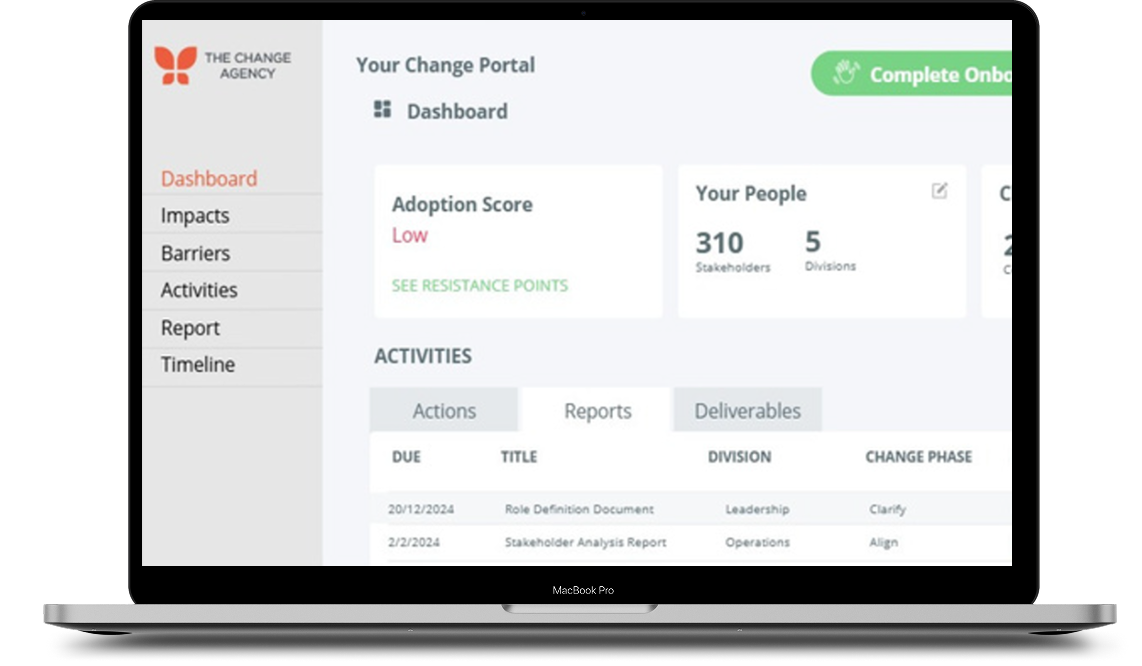 THE CHANGE
AGENCY
Your Change Portal
Complete Onbo
Dashboard
Dashboard
Impacts
Barriers
Activities
Report
Timeline
Adoption Score
Low
SEE RESISTANCE POINTS
Your People
310 5
Stakeholders Divisions
C
2
C
ACTIVITIES
Actions Reports Deliverables
DUE TITLE DIVISION CHANGE PHASE
20/12/2024 Role Definition Document Leadership Clarify
2/2/2024 Stakeholder Analysis Report Operations Align
MacBook Pro